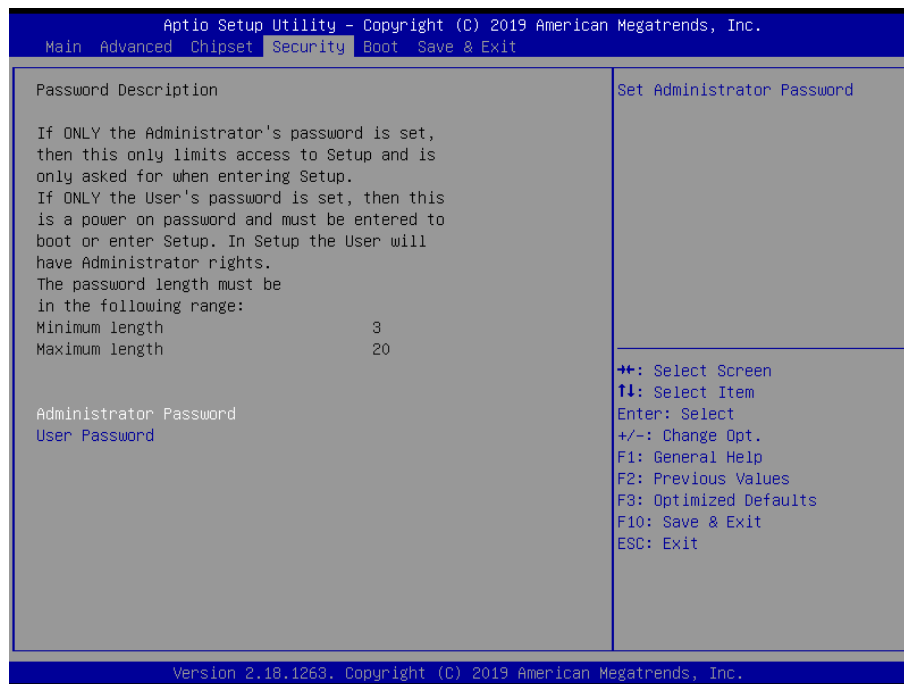 Aptio Setup Utility – Copyright (C) 2019 American Megatrends, Inc.
Main Advanced Chipset Security Boot Save & Exit
Password Description
If ONLY the Administrator's password is set,
then this only limits access to Setup and is
only asked for when entering Setup.
If ONLY the User's password is set, then this
is a power on password and must be entered to
boot or enter Setup. In Setup the User will
have Administrator rights.
The password length must be
in the following range:
Minimum length 3
Maximum length 20
Administrator Password
User Password
Set Administrator Password
→←: Select Screen
↑↓: Select Item
Enter: Select
+/-: Change Opt.
F1: General Help
F2: Previous Values
F3: Optimized Defaults
F10: Save & Exit
ESC: Exit
Version 2.18.1263. Copyright (C) 2019 American Megatrends, Inc.